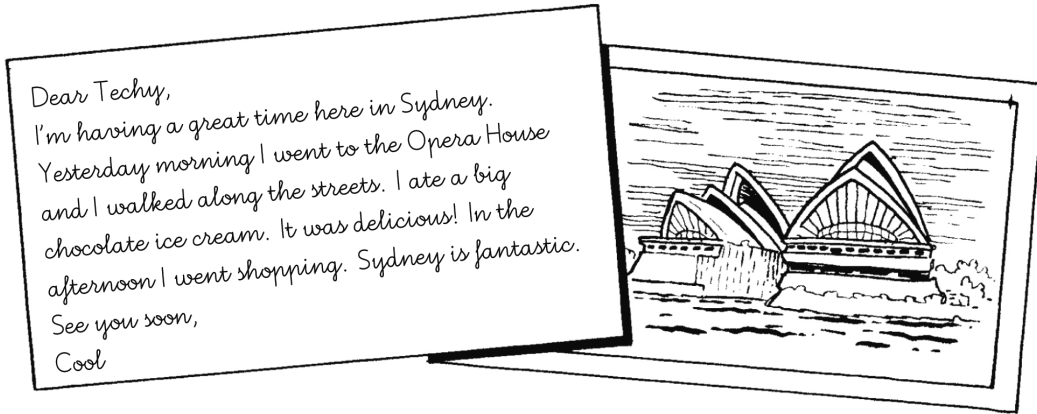 Dear Techy,
I'm having a great time here in Sydney.
Yesterday morning I went to the Opera House
and I walked along the streets. I ate a big
chocolate ice cream. It was delicious! In the
afternoon I went shopping. Sydney is fantastic.
See you soon,
Cool